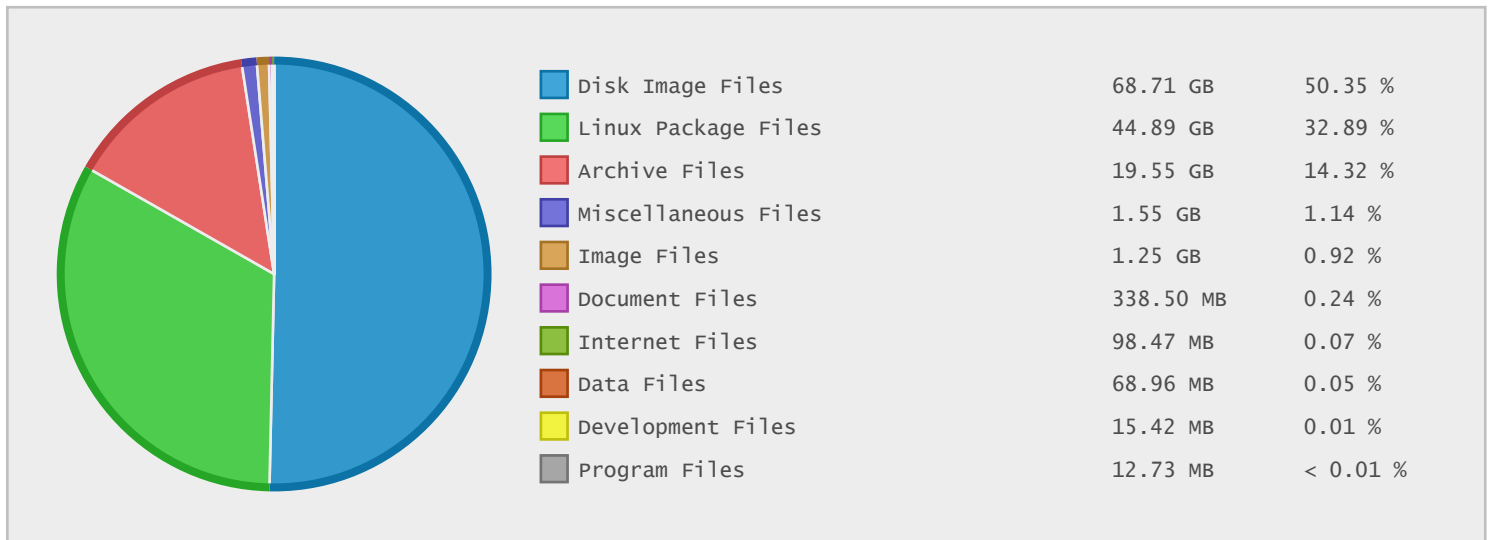 Disk Image Files 68.71 GB 50.35 %
Linux Package Files 44.89 GB 32.89 %
Archive Files 19.55 GB 14.32 %
Miscellaneous Files 1.55 GB 1.14 %
Image Files 1.25 GB 0.92 %
Document Files 338.50 MB 0.24 %
Internet Files 98.47 MB 0.07 %
Data Files 68.96 MB 0.05 %
Development Files 15.42 MB 0.01 %
Program Files 12.73 MB < 0.01 %